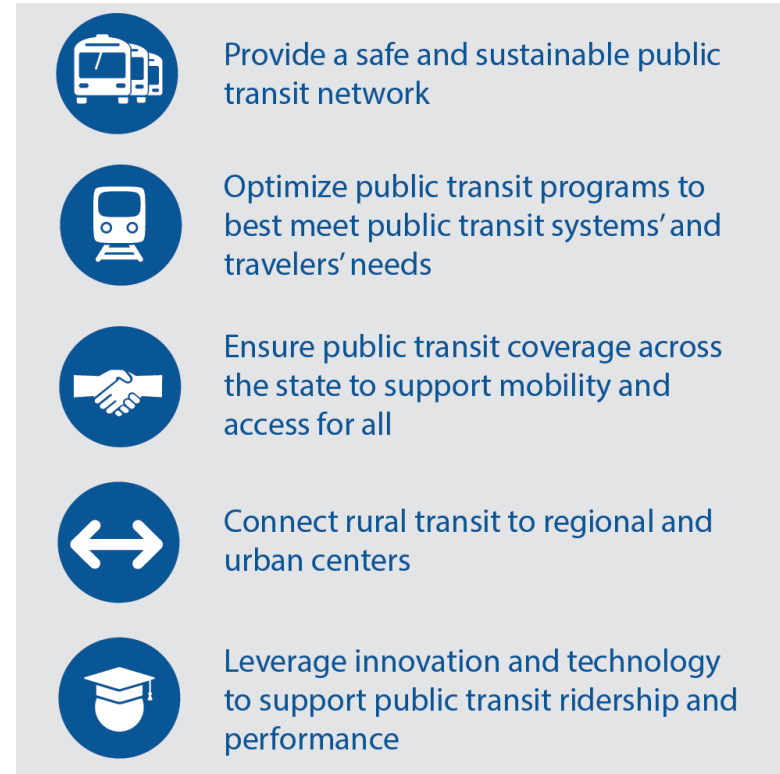 Provide a safe and sustainable public
transit network
Optimize public transit programs to
best meet public transit systems’ and
travelers’ needs
Ensure public transit coverage across
the state to support mobility and
access for all
Connect rural transit to regional and
urban centers
Leverage innovation and technology
to support public transit ridership and
performance